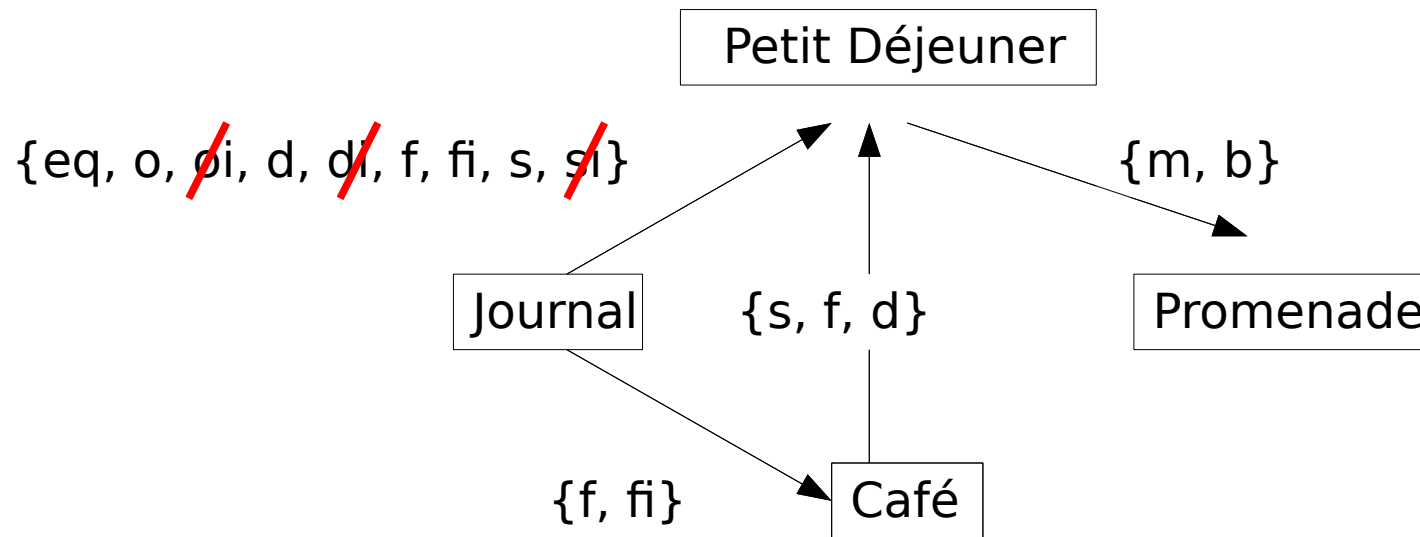 Petit Déjeuner
{eq, o, oi, d, di, f, fi, s, si}
{m, b}
Journal
{s, f, d}
Promenade
{f, fi}
Café